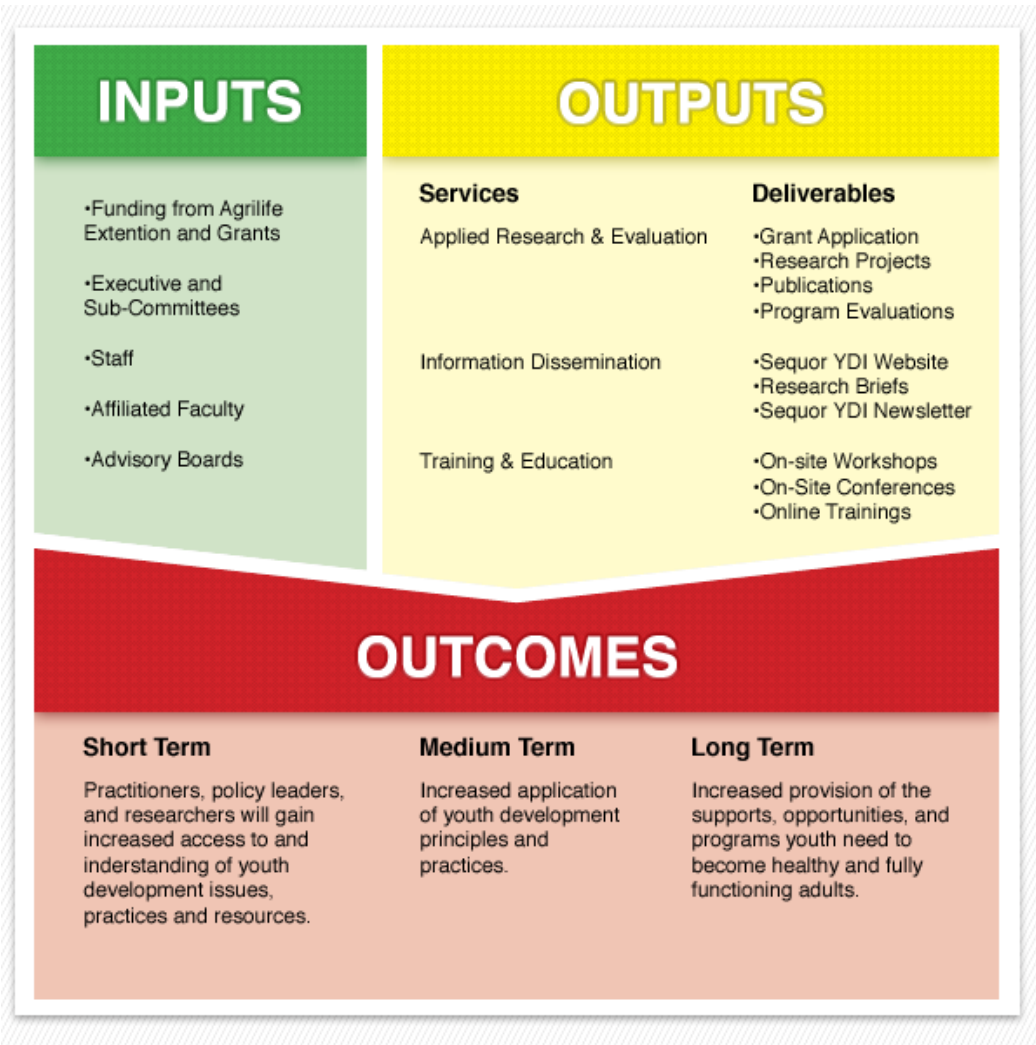 INPUTS
•Funding from Agrilife
Extention and Grants
•Executive and
Sub-Committees
•Staff
•Affiliated Faculty
•Advisory Boards
OUTPUTS
Services
Deliverables
Applied Research & Evaluation
•Grant Application
•Research Projects
•Publications
•Program Evaluations
Information Dissemination
•Sequor YDI Website
•Research Briefs
•Sequor YDI Newsletter
Training & Education
•On-site Workshops
•On-Site Conferences
•Online Trainings
OUTCOMES
Short Term
Practitioners, policy leaders,
and researchers will gain
increased access to and
inderstanding of youth
development issues,
practices and resources.
Medium Term
Increased application
of youth development
principles and
practices.
Long Term
Increased provision of the
supports, opportunities, and
programs youth need to
become healthy and fully
functioning adults.